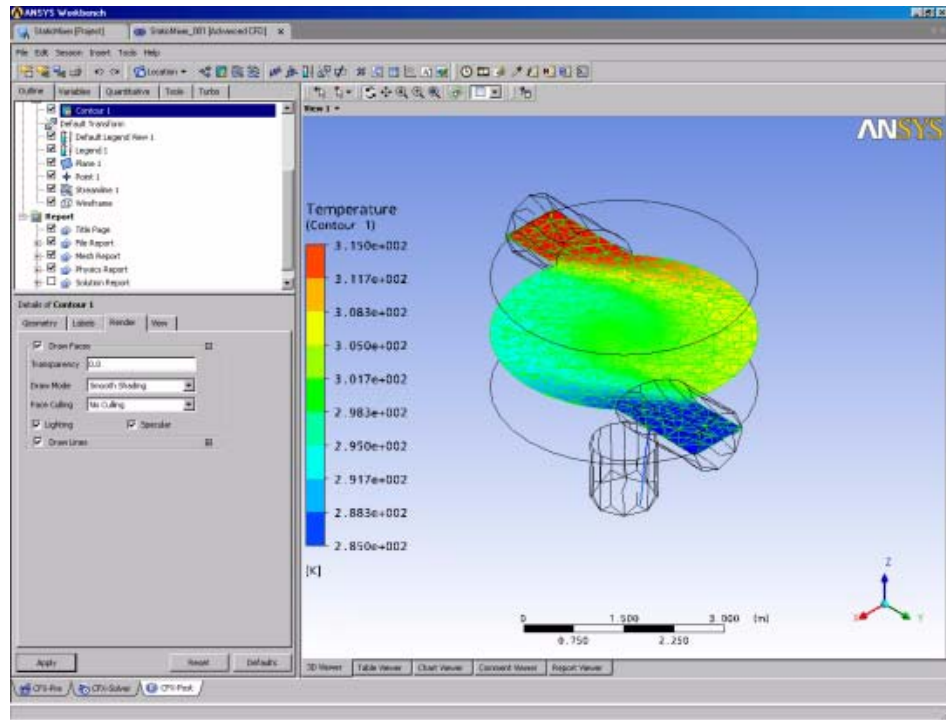 ANSYS Workbench
StaticMixer [Project]
StaticMixer_001 [Advanced CFD]
File Edit Session Insert Tools Help
Location
Outline Variables Quantitative Tools Turbo
View 1
Contour 1
Default Transform
Default Legend View 1
Legend 1
Plane 1
Point 1
Streamline 1
Wireframe
Report
Title Page
File Report
Mesh Report
Physics Report
Solution Report
Details of Contour 1
Geometry Labels Render View
Draw Faces
Transparency 0.0
Draw Mode Smooth Shading
Face Culling No Culling
Lighting Specular
Draw Lines
Apply Reset Defaults
ANSYS
Temperature
(Contour 1)
3.150e+002
3.117e+002
3.083e+002
3.050e+002
3.017e+002
2.983e+002
2.950e+002
2.917e+002
2.883e+002
2.850e+002
[K]
Z
X Y
0 1.500 3.000 (m)
0.750 2.250
3D Viewer Table Viewer Chart Viewer Comment Viewer Report Viewer
CFX-Pre CFX-Solver CFX-Post